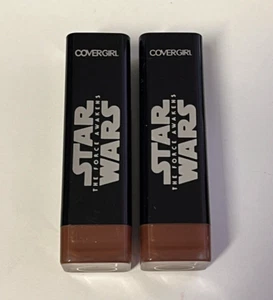 COVERGIRL
STAR
WARS
THE FORCE AWAKENS
COVERGIRL
STAR
WARS
THE FORCE AWAKENS